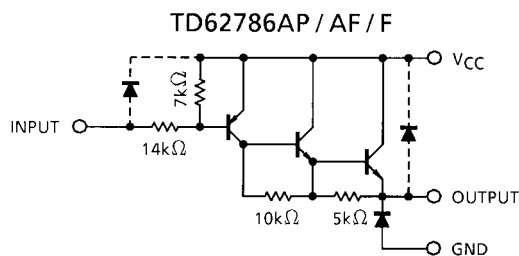 TD62786AP / AF / F
VCC
7kΩ
INPUT
14kΩ
10kΩ
5kΩ
OUTPUT
GND